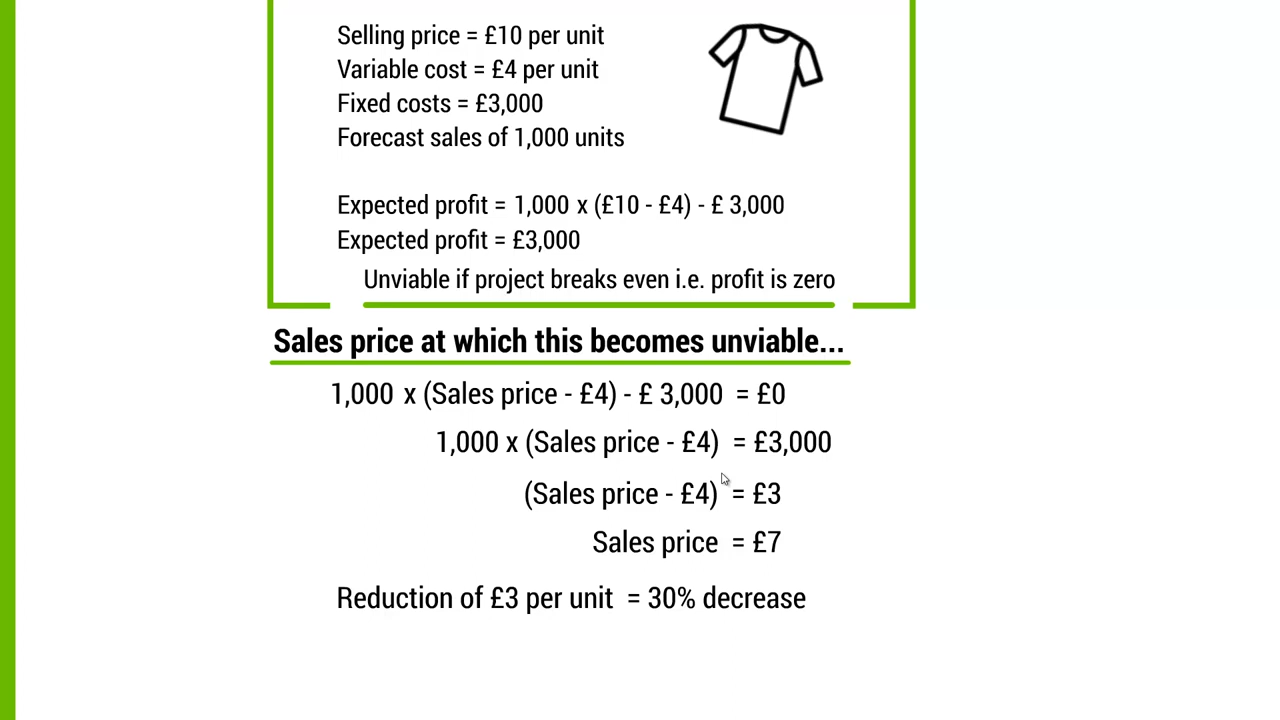 Selling price = £10 per unit
Variable cost = £4 per unit
Fixed costs = £3,000
Forecast sales of 1,000 units
Expected profit = 1,000 x (£10 - £4) - £ 3,000
Expected profit = £3,000
Unviable if project breaks even i.e. profit is zero
Sales price at which this becomes unviable...
1,000 x (Sales price - £4) - £ 3,000 = £0
1,000 x (Sales price - £4) = £3,000
(Sales price - £4) = £3
Sales price = £7
Reduction of £3 per unit = 30% decrease